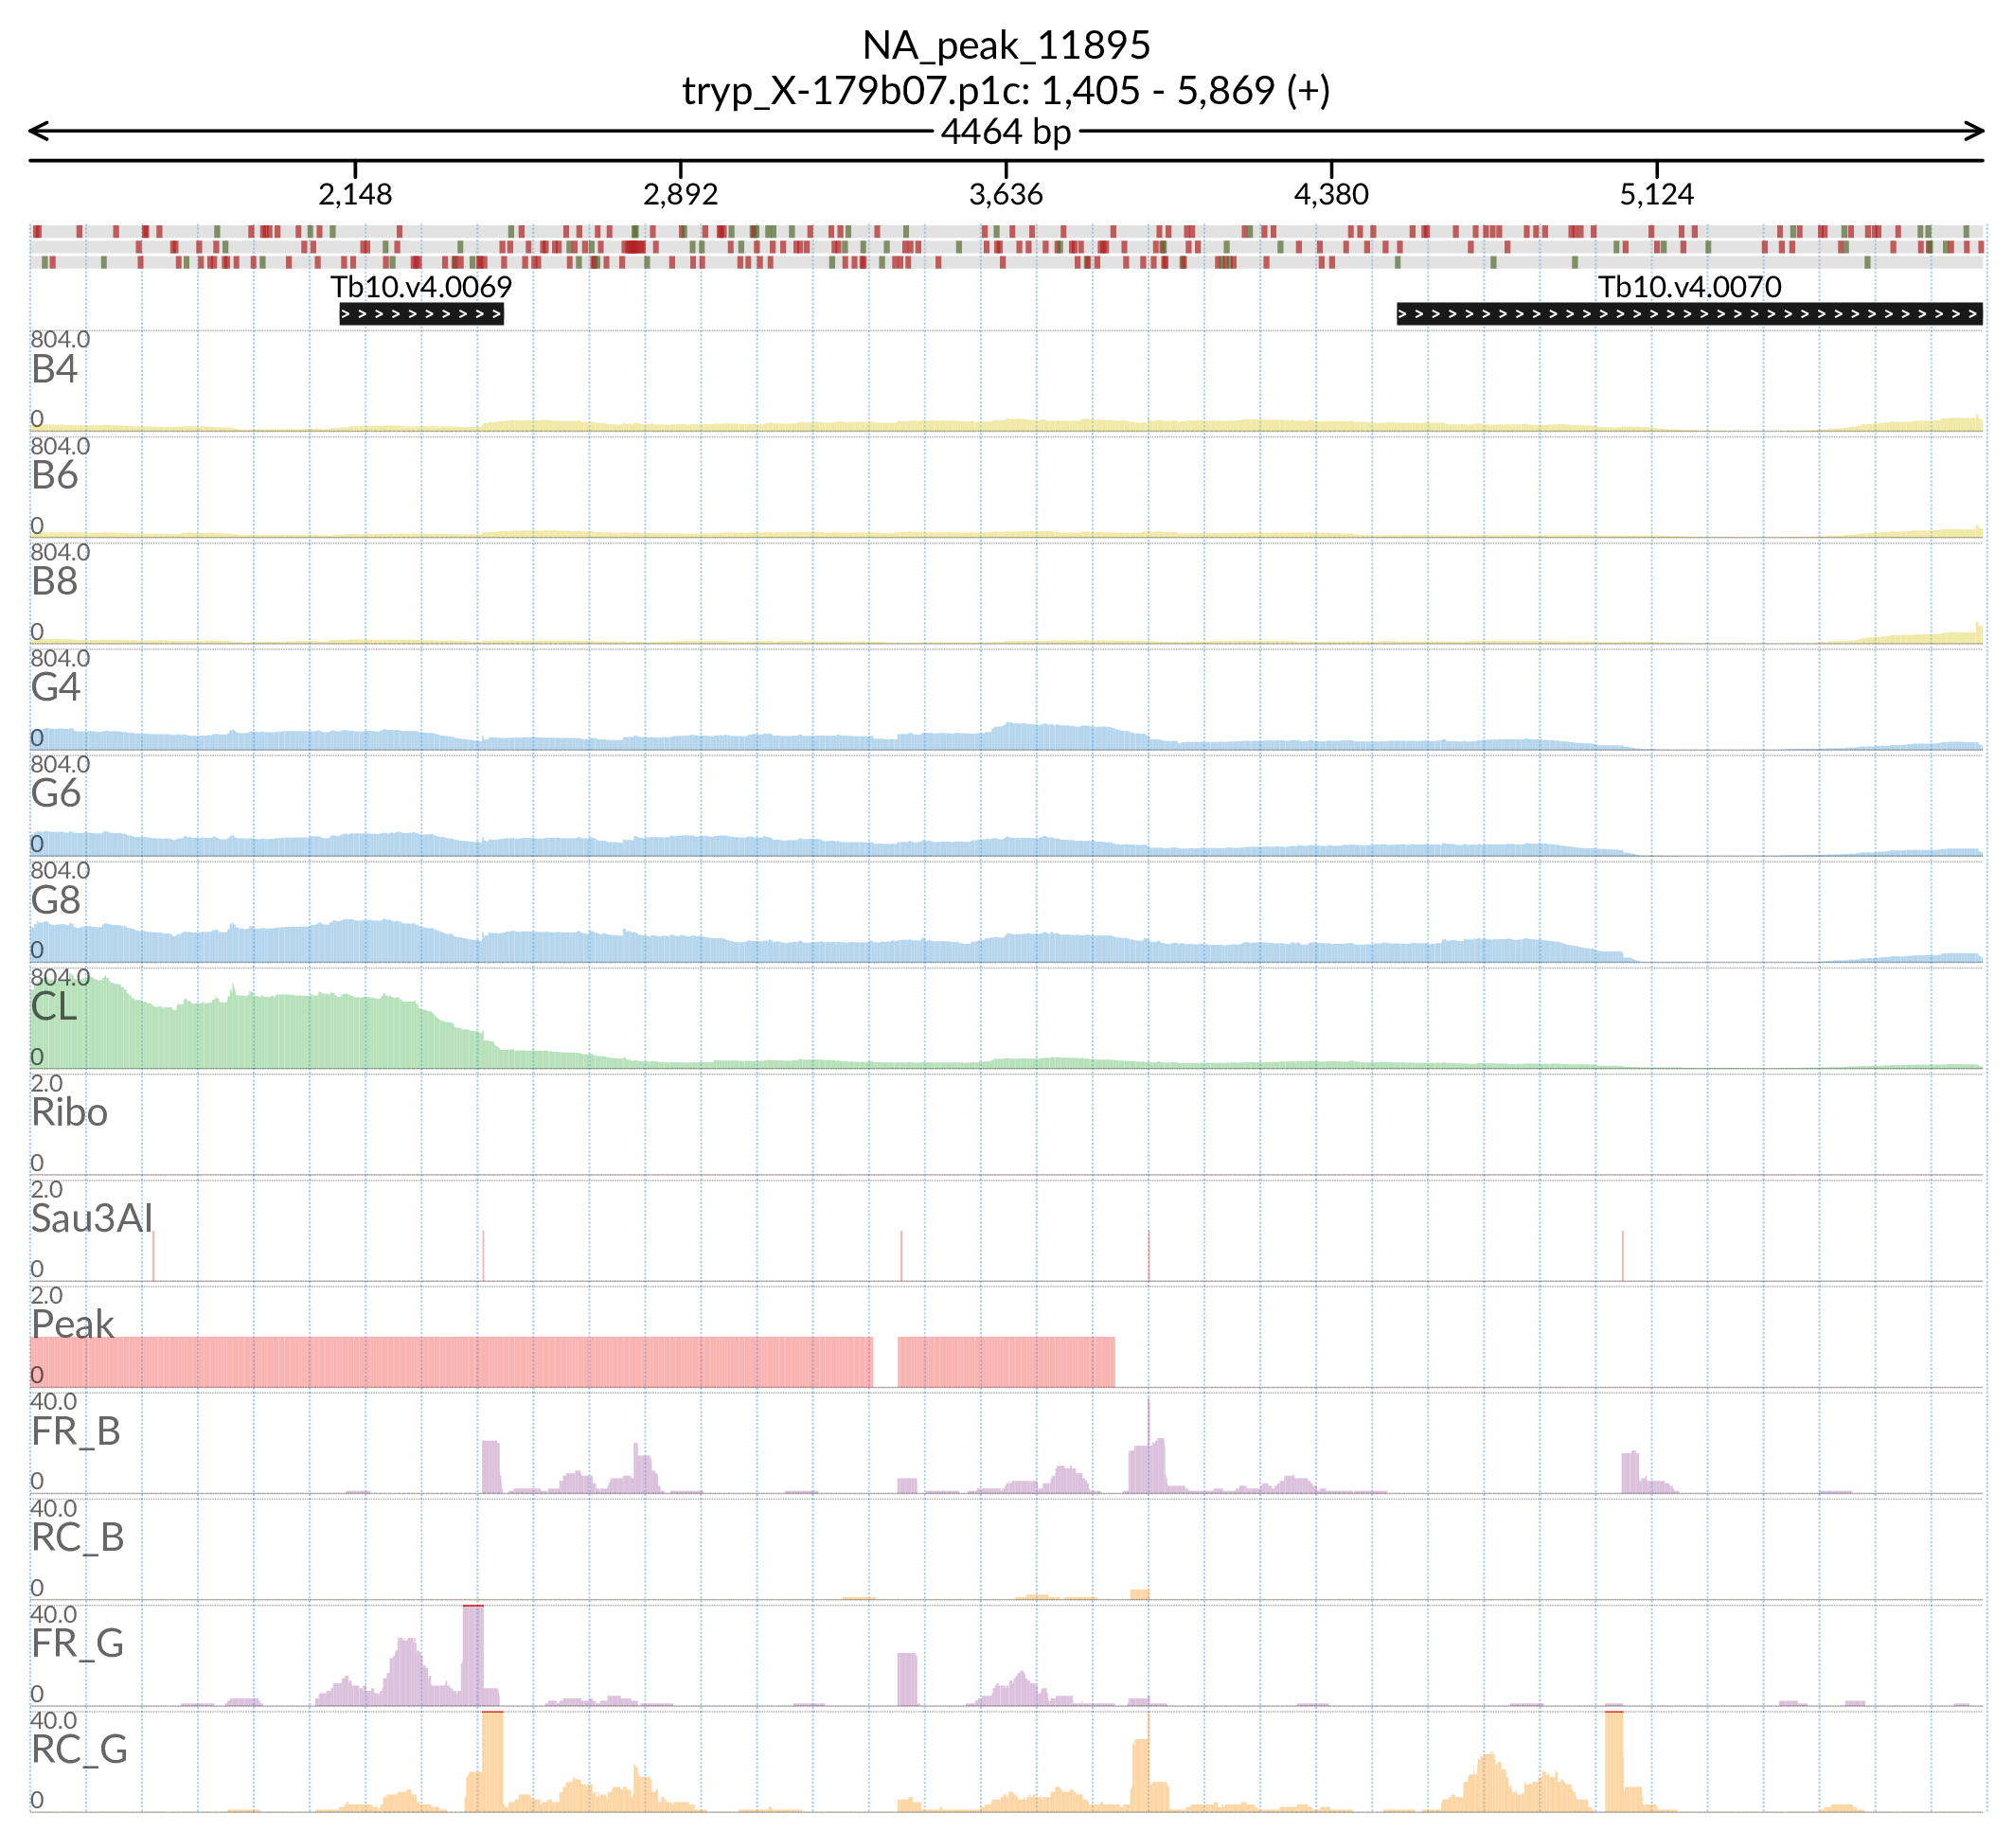 NA_peak_11895
tryp_X-179b07.p1c: 1,405 - 5,869 (+)
4464 bp
2,148 2,892 3,636 4,380 5,124
Tb10.v4.0069 Tb10.v4.0070
804.0
B4
0
804.0
B6
0
804.0
B8
0
804.0
G4
0
804.0
G6
0
804.0
G8
0
804.0
CL
0
2.0
Ribo
0
2.0
Sau3AI
0
2.0
Peak
0
40.0
FR_B
0
40.0
RC_B
0
40.0
FR_G
0
40.0
RC_G
0